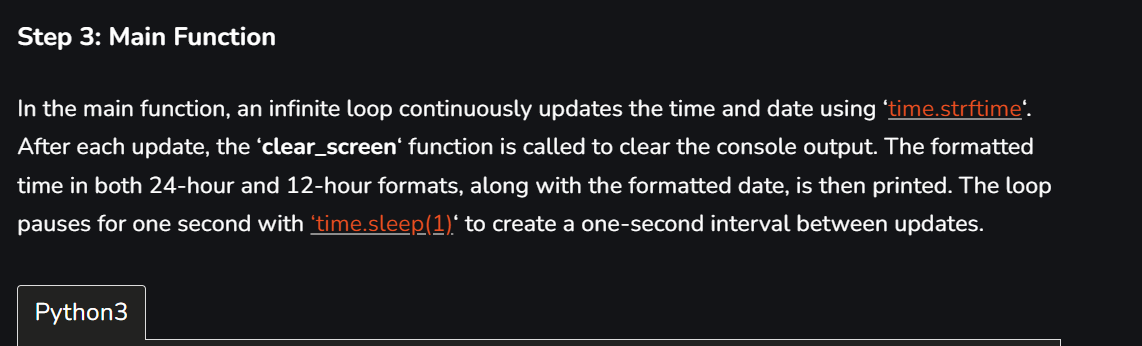 Step 3: Main Function
In the main function, an infinite loop continuously updates the time and date using ‘time.strftime‘.
After each update, the ‘clear_screen‘ function is called to clear the console output. The formatted
time in both 24-hour and 12-hour formats, along with the formatted date, is then printed. The loop
pauses for one second with ‘time.sleep(1)‘ to create a one-second interval between updates.
Python3